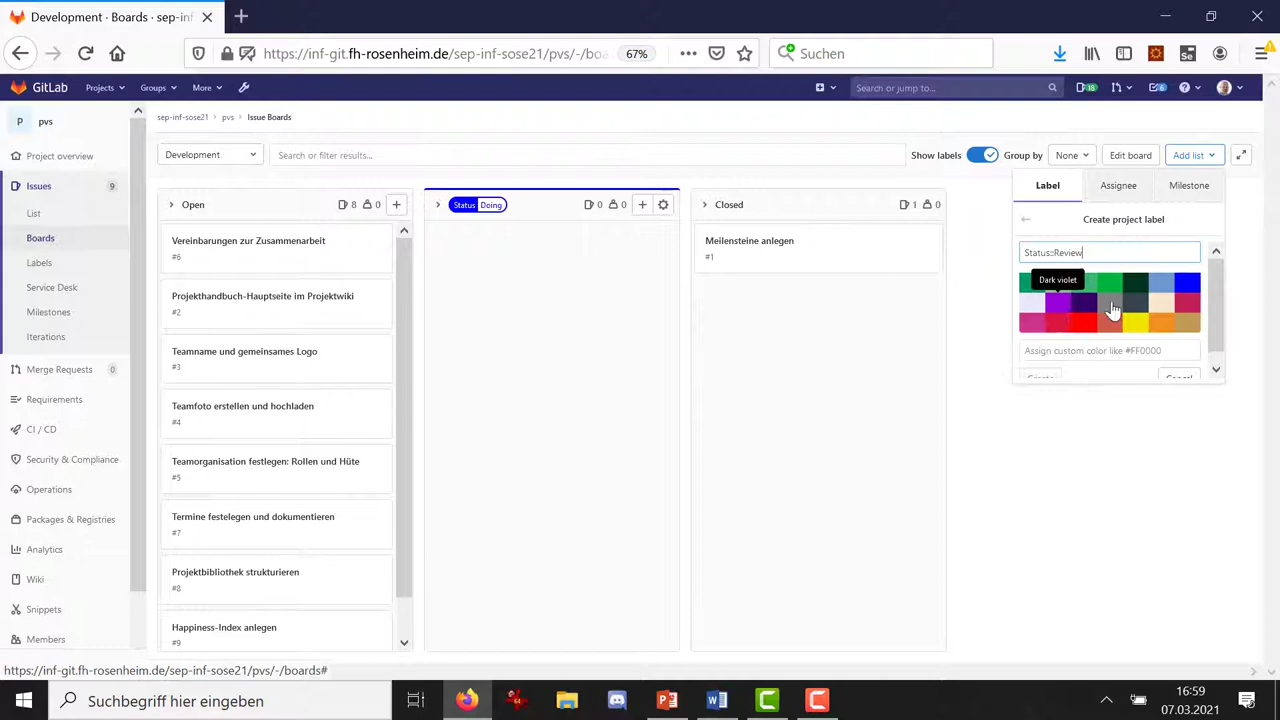 Development · Boards · sep-inf
https://inf-git.fh-rosenheim.de/sep-inf-sose21/pvs/-/boa
67%
Suchen
GitLab
Projects
Groups
More
Search or jump to...
18
6
P
pvs
Project overview
Issues
9
List
Boards
Labels
Service Desk
Milestones
Iterations
Merge Requests
0
Requirements
CI / CD
Security & Compliance
Operations
Packages & Registries
Analytics
Wiki
Snippets
Members
sep-inf-sose21 > pvs > Issue Boards
Development
Search or filter results...
Show labels
Group by
None
Edit board
Add list
Open
8
0
Vereinbarungen zur Zusammenarbeit
#6
Projekthandbuch-Hauptseite im Projektwiki
#2
Teamname und gemeinsames Logo
#3
Teamfoto erstellen und hochladen
#4
Teamorganisation festlegen: Rollen und Hüte
#5
Termine festelegen und dokumentieren
#7
Projektbibliothek strukturieren
#8
Happiness-Index anlegen
#9
Status Doing
0
0
Closed
1
0
Meilensteine anlegen
#1
Label
Assignee
Milestone
Create project label
Status::Review
Dark violet
Assign custom color like #FF0000
Create
Cancel
https://inf-git.fh-rosenheim.de/sep-inf-sose21/pvs/-/boards#
Suchbegriff hier eingeben
16:59
07.03.2021